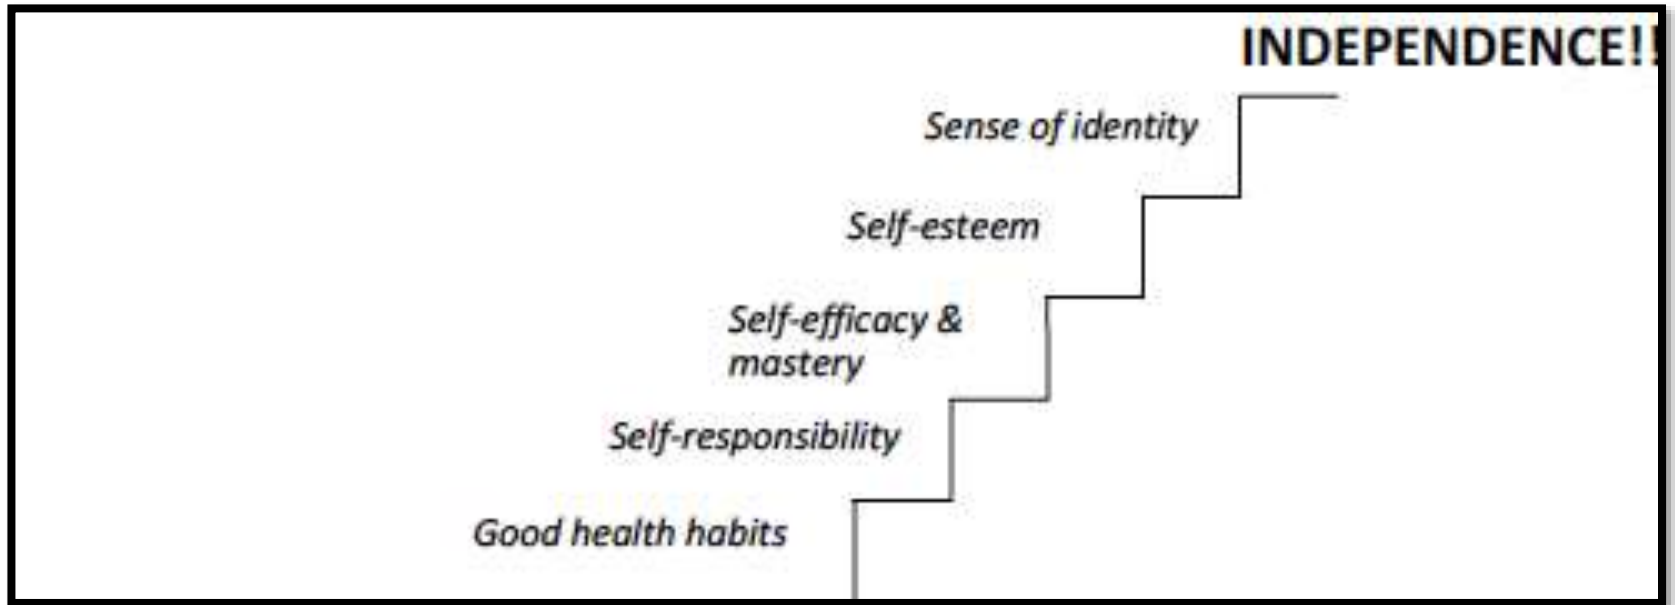 INDEPENDENCE!!
Sense of identity
Self-esteem
Self-efficacy &
mastery
Self-responsibility
Good health habits